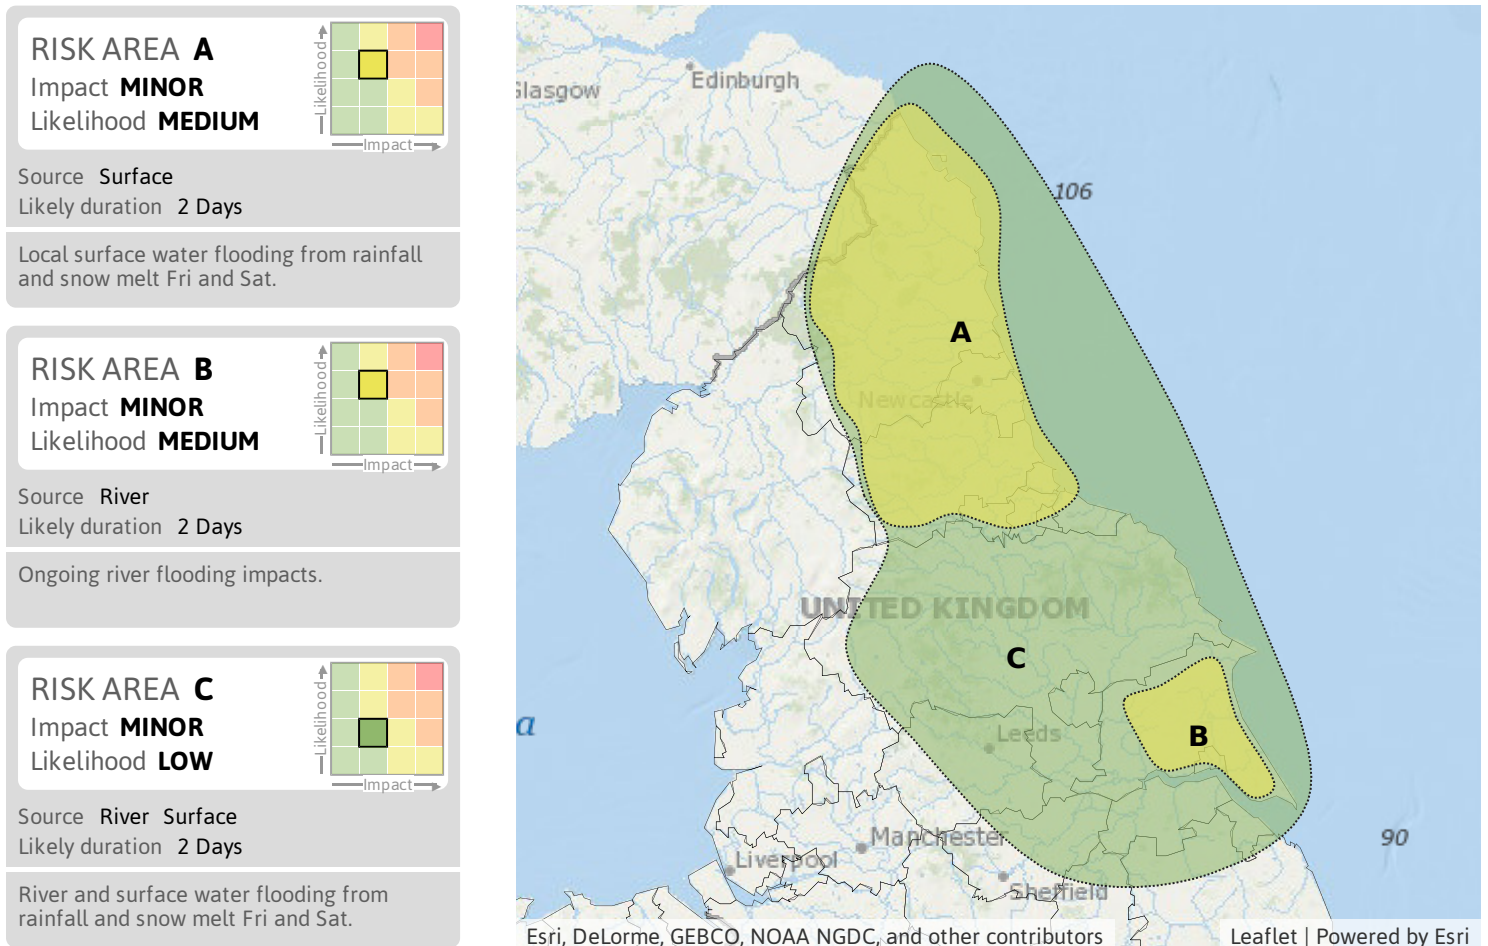 RISK AREA A
Impact MINOR
Likelihood MEDIUM
Likelihood
Impact
Source Surface
Likely duration 2 Days
Local surface water flooding from rainfall
and snow melt Fri and Sat.
RISK AREA B
Impact MINOR
Likelihood MEDIUM
Likelihood
Impact
Source River
Likely duration 2 Days
Ongoing river flooding impacts.
RISK AREA C
Impact MINOR
Likelihood LOW
Likelihood
Impact
Source River Surface
Likely duration 2 Days
River and surface water flooding from
rainfall and snow melt Fri and Sat.
Edinburgh
Glasgow
106
A
Newcastle
UNITED KINGDOM
C
a
Leeds
B
Manchester
90
Liverpool
Sheffield
Esri, DeLorme, GEBCO, NOAA NGDC, and other contributors
Leaflet | Powered by Esri